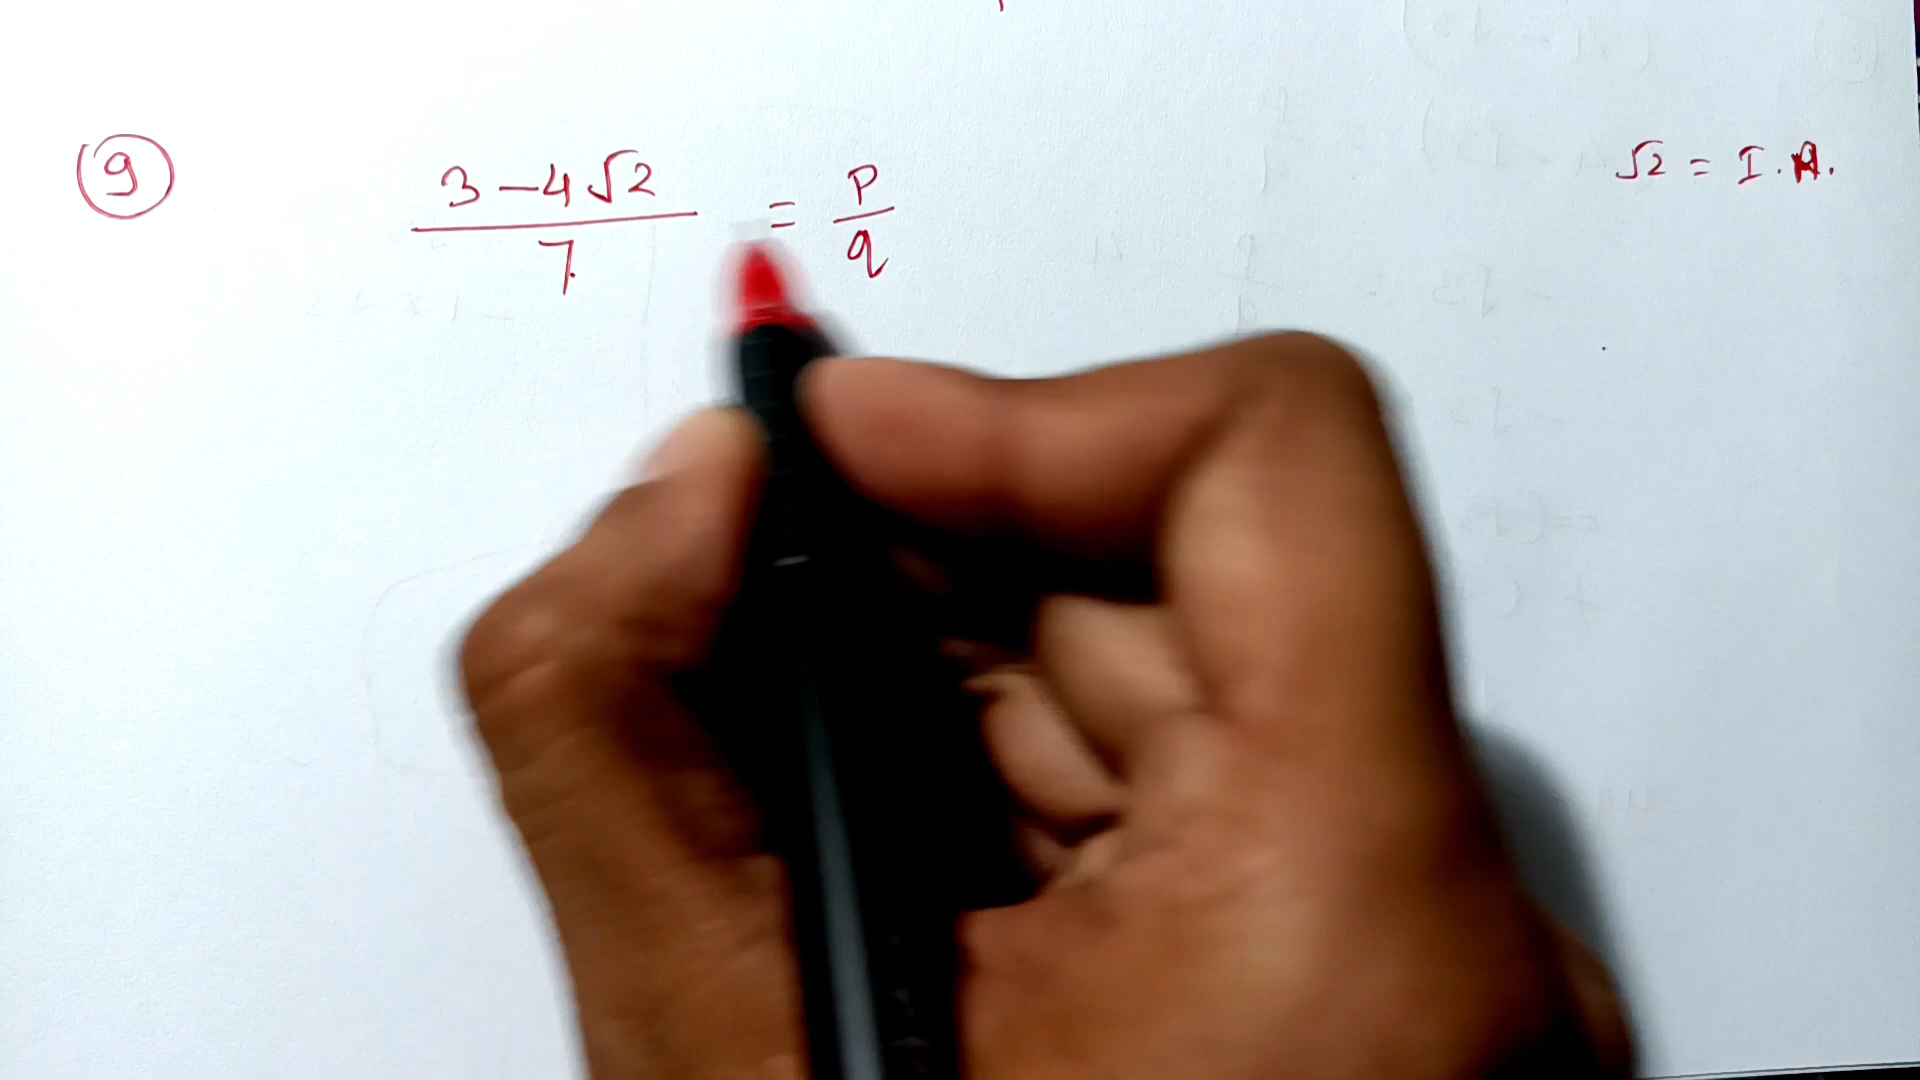 9
3 - 4√2 / 7 = P / q
√2 = I.